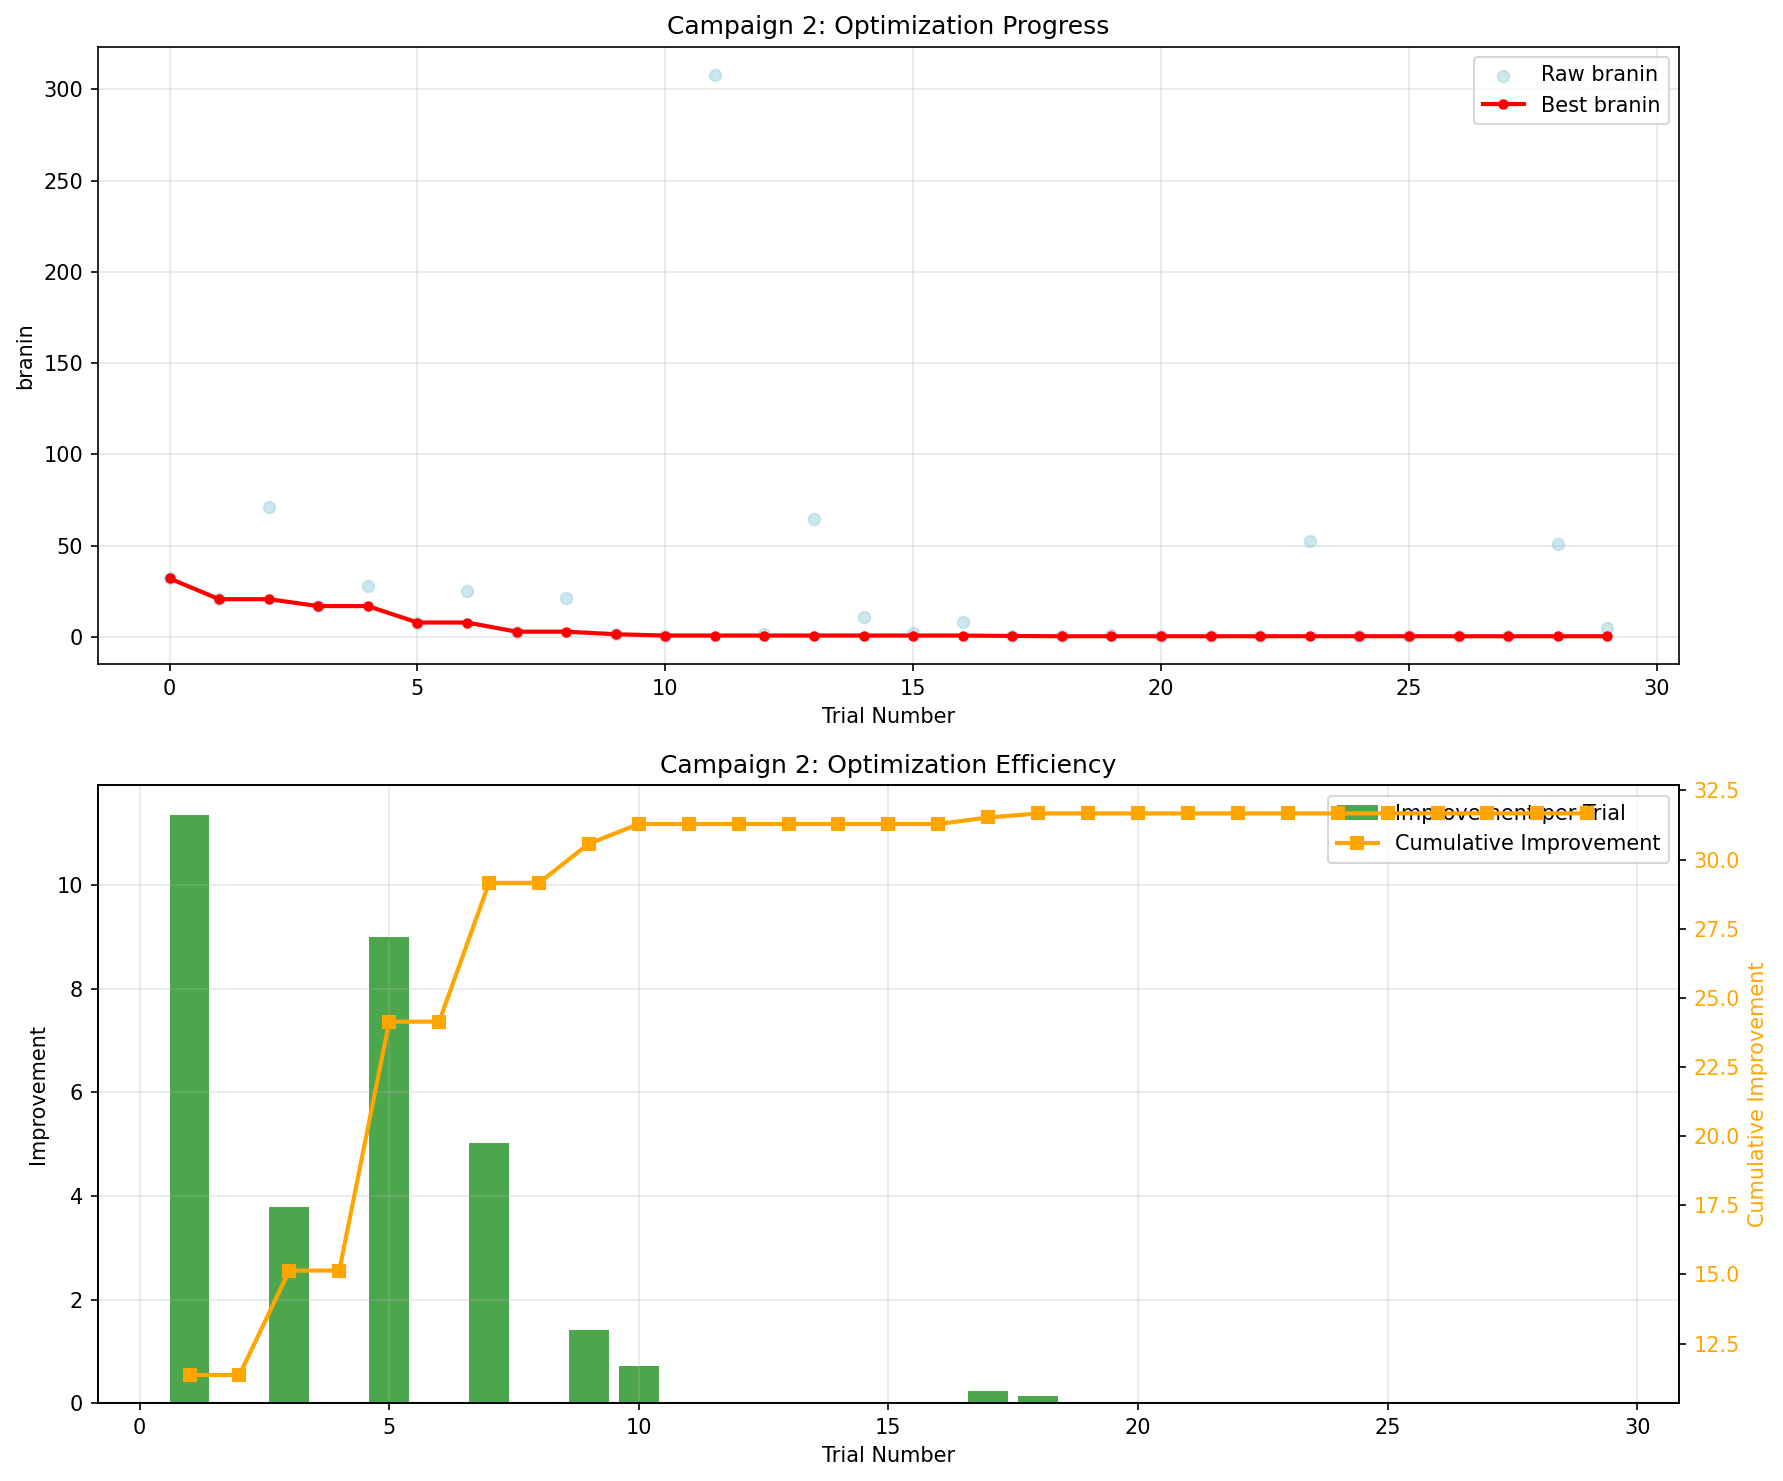 Campaign 2: Optimization Progress
300
250
200
150
100
50
0
branin
Raw branin
Best branin
0 5 10 15 20 25 30
Trial Number
Campaign 2: Optimization Efficiency
10
8
6
4
2
0
Improvement
Improvement per Trial
Cumulative Improvement
32.5
30.0
27.5
25.0
22.5
20.0
17.5
15.0
12.5
Cumulative Improvement
0 5 10 15 20 25 30
Trial Number